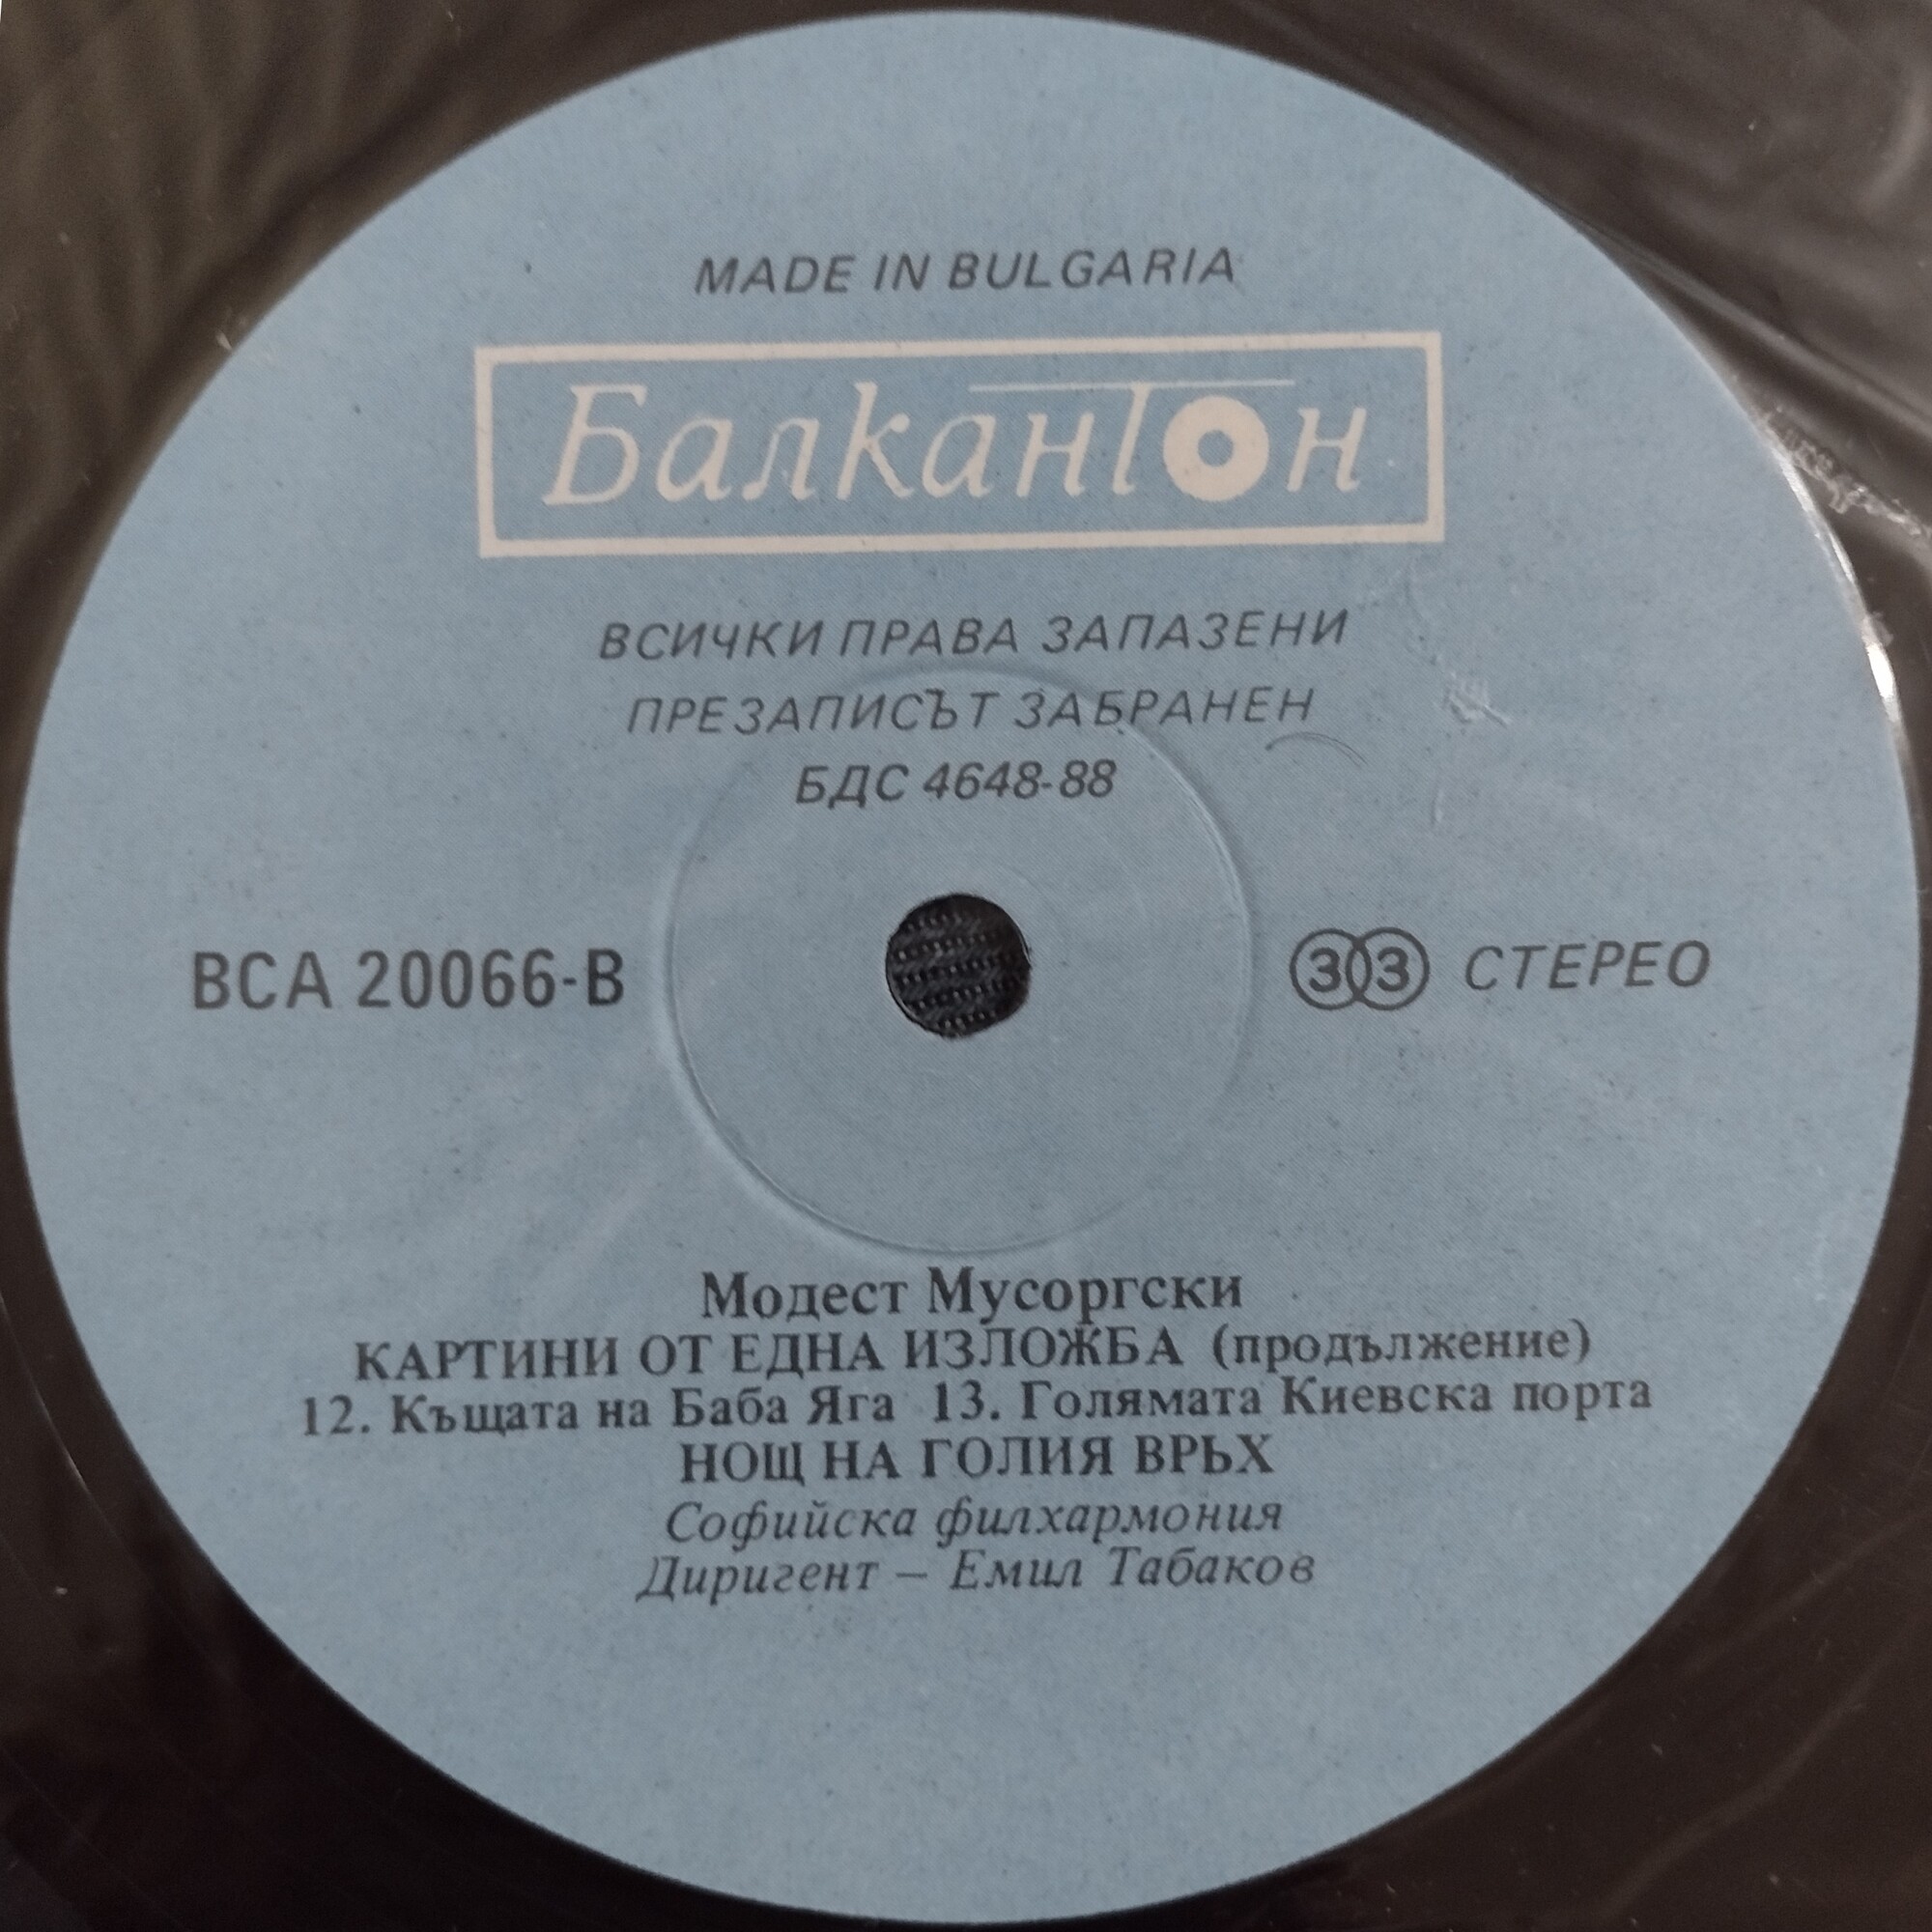 MADE IN BULGARIA
Балкантон
ВСИЧКИ ПРАВА ЗАПАЗЕНИ
ПРЕЗАПИСЪТ ЗАБРАНЕН
БДС 4648-88
ВСА 20066-В
33 СТЕРЕО
Модест Мусоргски
КАРТИНИ ОТ ЕДНА ИЗЛОЖБА (продължение)
12. Къщата на Баба Яга 13. Голямата Киевска порта
НОЩ НА ГОЛИЯ ВРЬХ
Софийска филхармония
Диригент – Емил Табаков